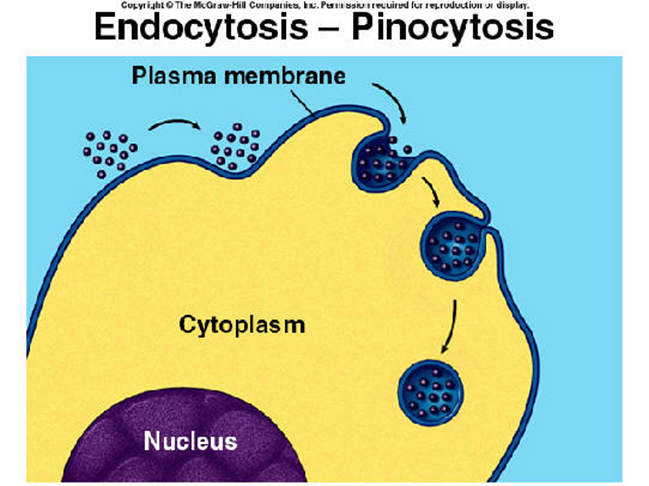 Copyright © The McGraw-Hill Companies, Inc. Permission required for reproduction or display.
Endocytosis – Pinocytosis
Plasma membrane
Cytoplasm
Nucleus